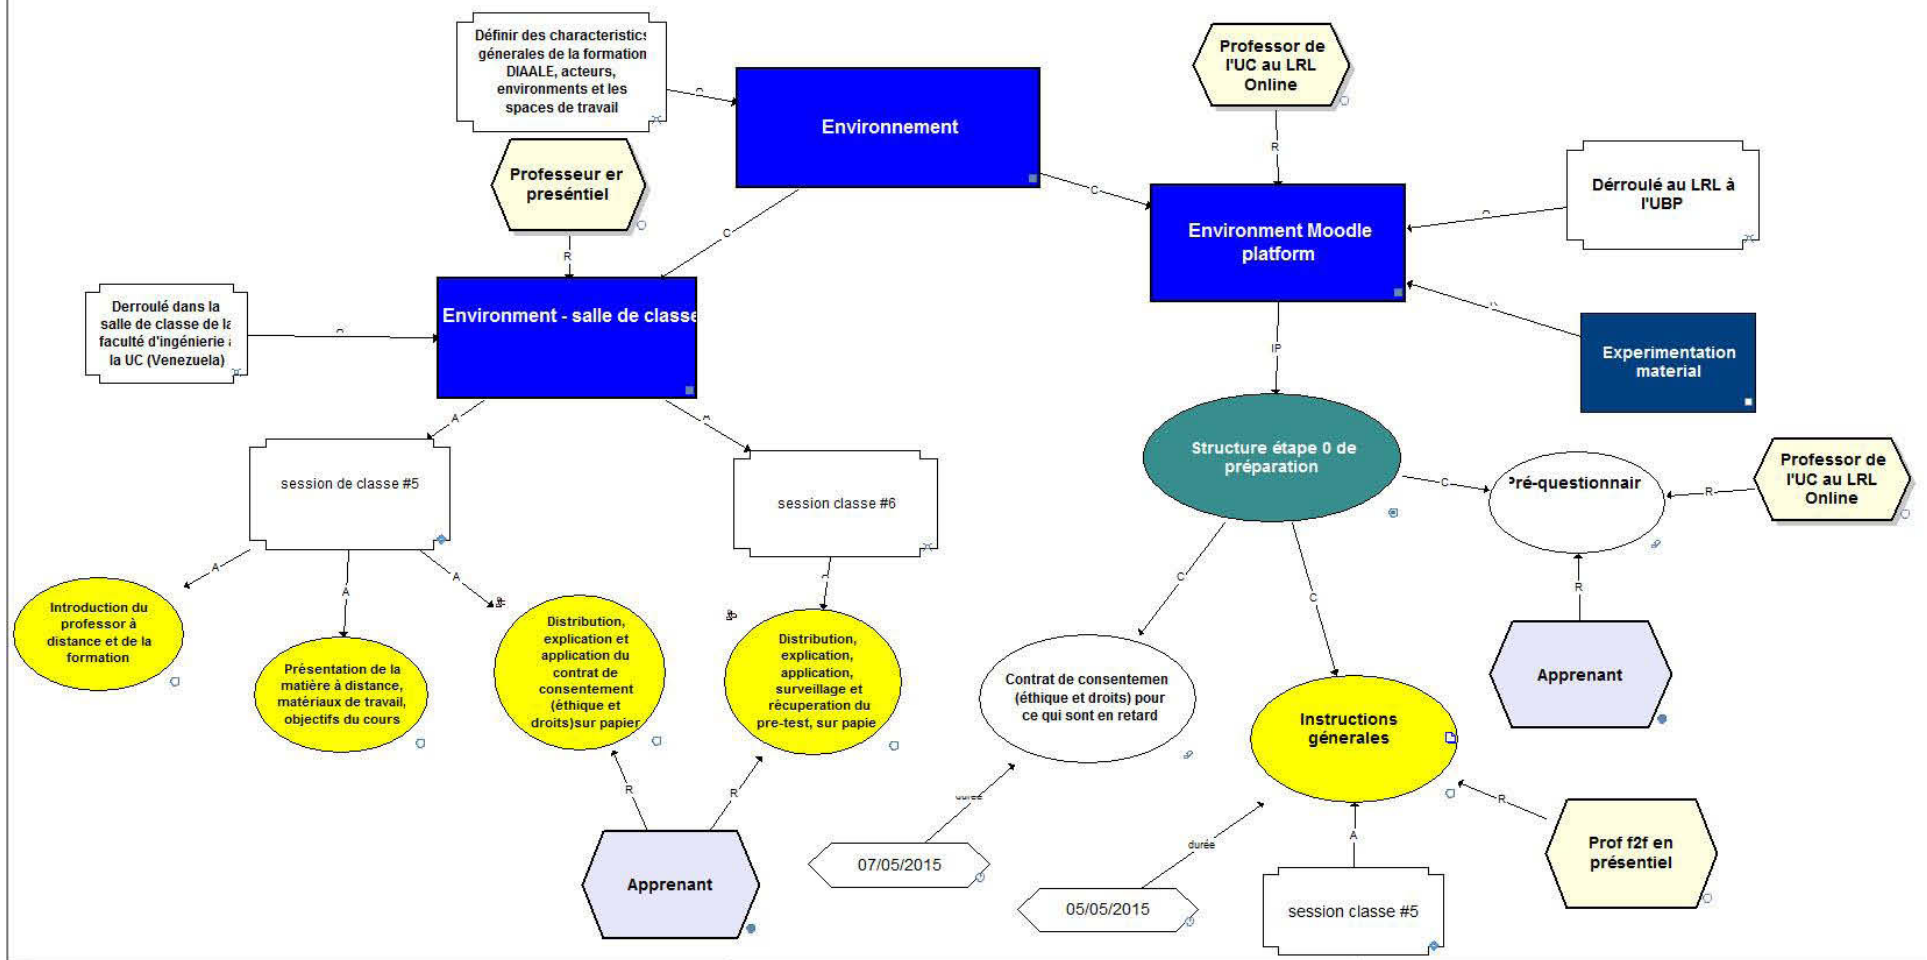 Définir des characteristics
génerales de la formation
DIAALE, acteurs,
environments et les
spaces de travail
Environnement
Professor de
l'UC au LRL
Online
Professeur er
preséntiel
Dérroulé au LRL à
l'UBP
Environment Moodle
platform
R
C
C
R
Derroulé dans la
salle de classe de la
faculté d'ingénierie
la UC (Venezuela)
Environment - salle de classe
Experimentation
material
IP
A
session de classe #5
session classe #6
Structure étape 0 de
préparation
C
Pré-questionnair
R
Professor de
l'UC au LRL
Online
A
A
A
C
C
R
Introduction du
professor à
distance et de la
formation
Présentation de la
matière à distance,
matériaux de travail,
objectifs du cours
Distribution,
explication et
application du
contrat de
consentement
(éthique et
droits)sur papier
Distribution,
explication,
application,
surveillage et
récuperation du
pre-test, sur papie
Contrat de consentemen
(éthique et droits) pour
ce qui sont en retard
Instructions
génerales
Apprenant
R
R
durée
durée
R
A
Apprenant
07/05/2015
05/05/2015
session classe #5
Prof f2f en
présentiel